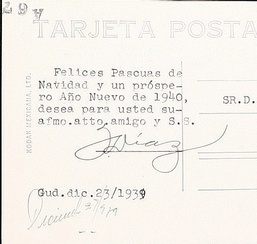 TARJETA POSTA
KODAK MEXICANA, LTD.
Felices Pascuas de
Navidad y un próspe-
ro Año Nuevo de 1940,
desea para usted su-
afmo.atto.amigo y S.S.
SR.D.
Díaz
Gud.dic.23/1939